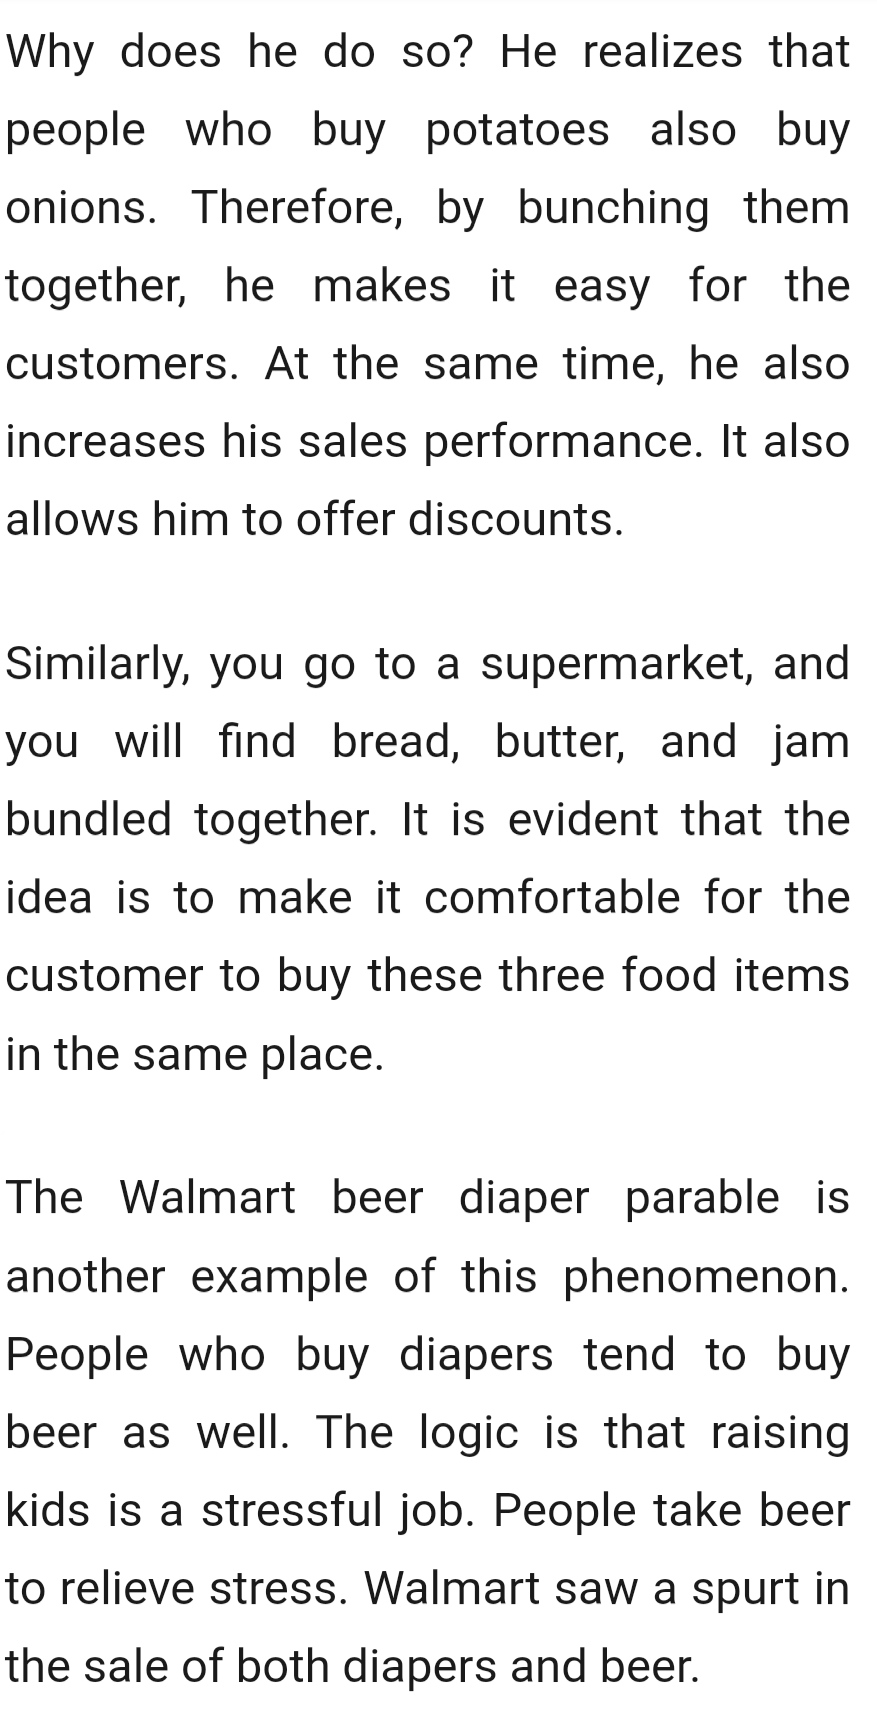 Why does he do so? He realizes that
people who buy potatoes also buy
onions. Therefore, by bunching them
together, he makes it easy for the
customers. At the same time, he also
increases his sales performance. It also
allows him to offer discounts.
Similarly, you go to a supermarket, and
you will find bread, butter, and jam
bundled together. It is evident that the
idea is to make it comfortable for the
customer to buy these three food items
in the same place.
The Walmart beer diaper parable is
another example of this phenomenon.
People who buy diapers tend to buy
beer as well. The logic is that raising
kids is a stressful job. People take beer
to relieve stress. Walmart saw a spurt in
the sale of both diapers and beer.